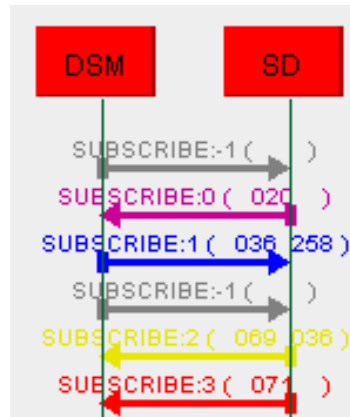 DSM SD
SUBSCRIBE:-1 ( )
SUBSCRIBE:0 ( 020 )
SUBSCRIBE:1 ( 036 258 )
SUBSCRIBE:-1 ( )
SUBSCRIBE:2 ( 069 036 )
SUBSCRIBE:3 ( 071 )